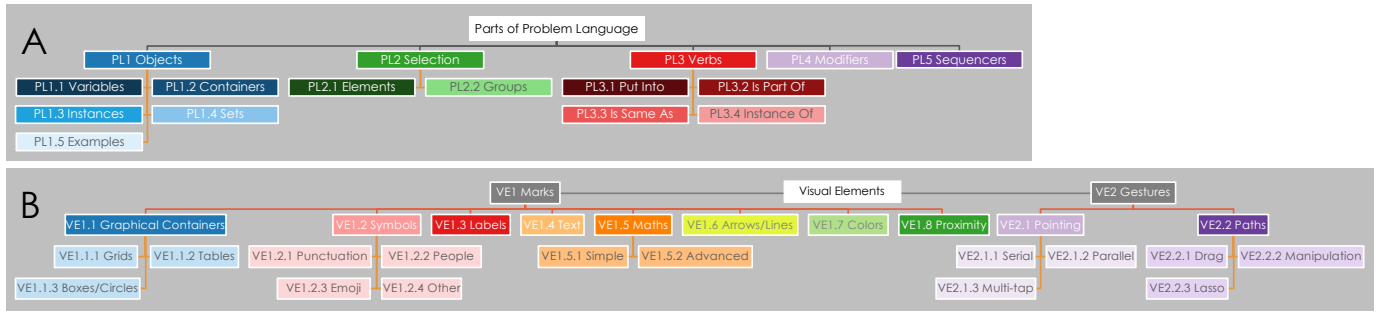 A
Parts of Problem Language
PL1 Objects
PL2 Selection
PL3 Verbs
PL4 Modifiers
PL5 Sequencers
PL1.1 Variables
PL1.2 Containers
PL2.1 Elements
PL2.2 Groups
PL3.1 Put Into
PL3.2 Is Part Of
PL1.3 Instances
PL1.4 Sets
PL3.3 Is Same As
PL3.4 Instance Of
PL1.5 Examples
B
VE1 Marks
Visual Elements
VE2 Gestures
VE1.1 Graphical Containers
VE1.2 Symbols
VE1.3 Labels
VE1.4 Text
VE1.5 Maths
VE1.6 Arrows/Lines
VE1.7 Colors
VE1.8 Proximity
VE2.1 Pointing
VE2.2 Paths
VE1.1.1 Grids
VE1.1.2 Tables
VE1.2.1 Punctuation
VE1.2.2 People
VE1.5.1 Simple
VE1.5.2 Advanced
VE2.1.1 Serial
VE2.1.2 Parallel
VE2.2.1 Drag
VE2.2.2 Manipulation
VE1.1.3 Boxes/Circles
VE1.2.3 Emoji
VE1.2.4 Other
VE2.1.3 Multi-tap
VE2.2.3 Lasso